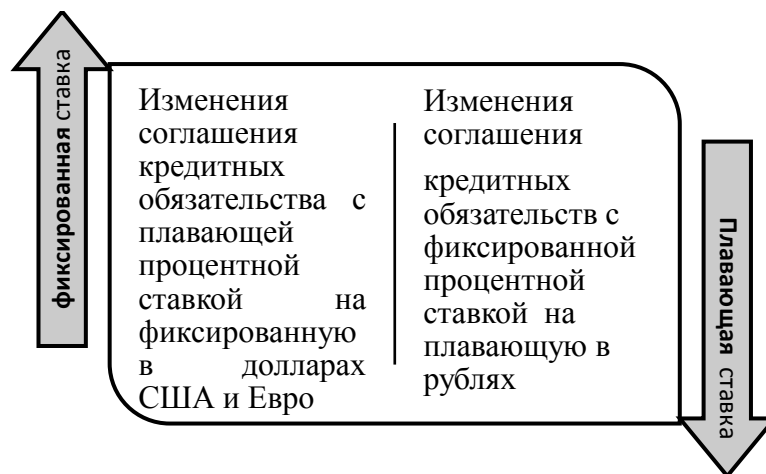 фиксированная ставка
Изменения
соглашения
кредитных
обязательства с
плавающей
процентной
ставкой на
фиксированную
в долларах
США и Евро
Изменения
соглашения
кредитных
обязательств с
фиксированной
процентной
ставкой на
плавающую в
рублях
Плавающая ставка